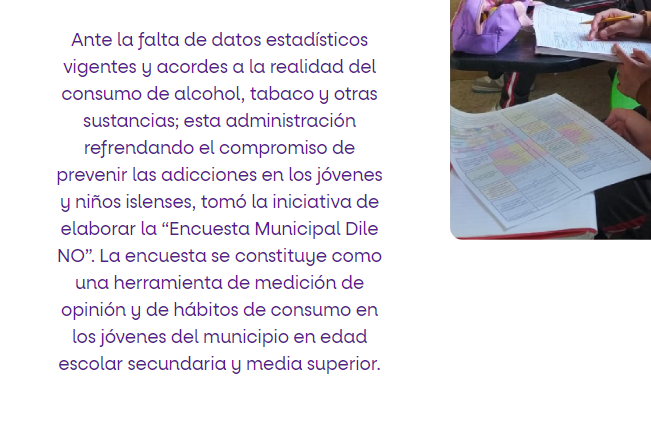 Ante la falta de datos estadísticos
vigentes y acordes a la realidad del
consumo de alcohol, tabaco y otras
sustancias; esta administración
refrendando el compromiso de
prevenir las adicciones en los jóvenes
y niños islenses, tomó la iniciativa de
elaborar la “Encuesta Municipal Dile
NO”. La encuesta se constituye como
una herramienta de medición de
opinión y de hábitos de consumo en
los jóvenes del municipio en edad
escolar secundaria y media superior.